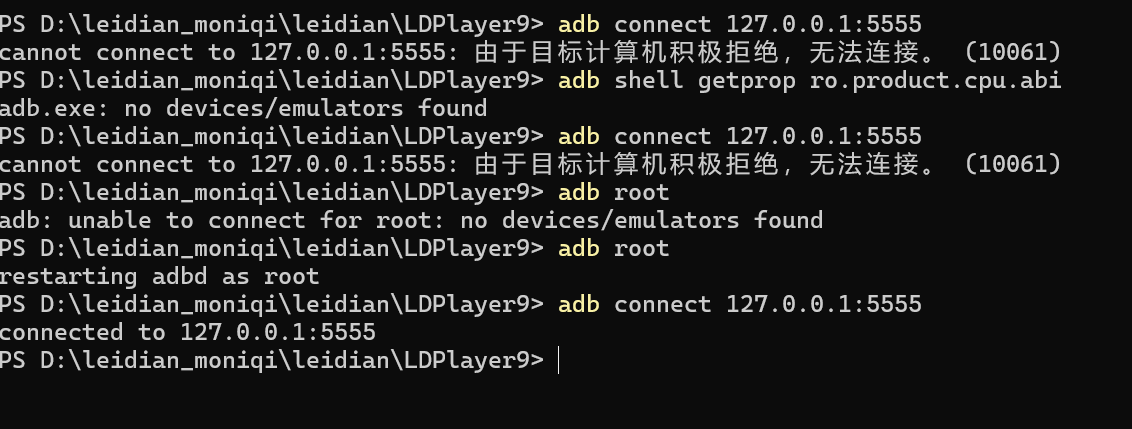 PS D:\leidian_moniqi\leidian\LDPlayer9> adb connect 127.0.0.1:5555
cannot connect to 127.0.0.1:5555: 由于目标计算机积极拒绝，无法连接。 (10061)
PS D:\leidian_moniqi\leidian\LDPlayer9> adb shell getprop ro.product.cpu.abi
adb.exe: no devices/emulators found
PS D:\leidian_moniqi\leidian\LDPlayer9> adb connect 127.0.0.1:5555
cannot connect to 127.0.0.1:5555: 由于目标计算机积极拒绝，无法连接。 (10061)
PS D:\leidian_moniqi\leidian\LDPlayer9> adb root
adb: unable to connect for root: no devices/emulators found
PS D:\leidian_moniqi\leidian\LDPlayer9> adb root
restarting adbd as root
PS D:\leidian_moniqi\leidian\LDPlayer9> adb connect 127.0.0.1:5555
connected to 127.0.0.1:5555
PS D:\leidian_moniqi\leidian\LDPlayer9>